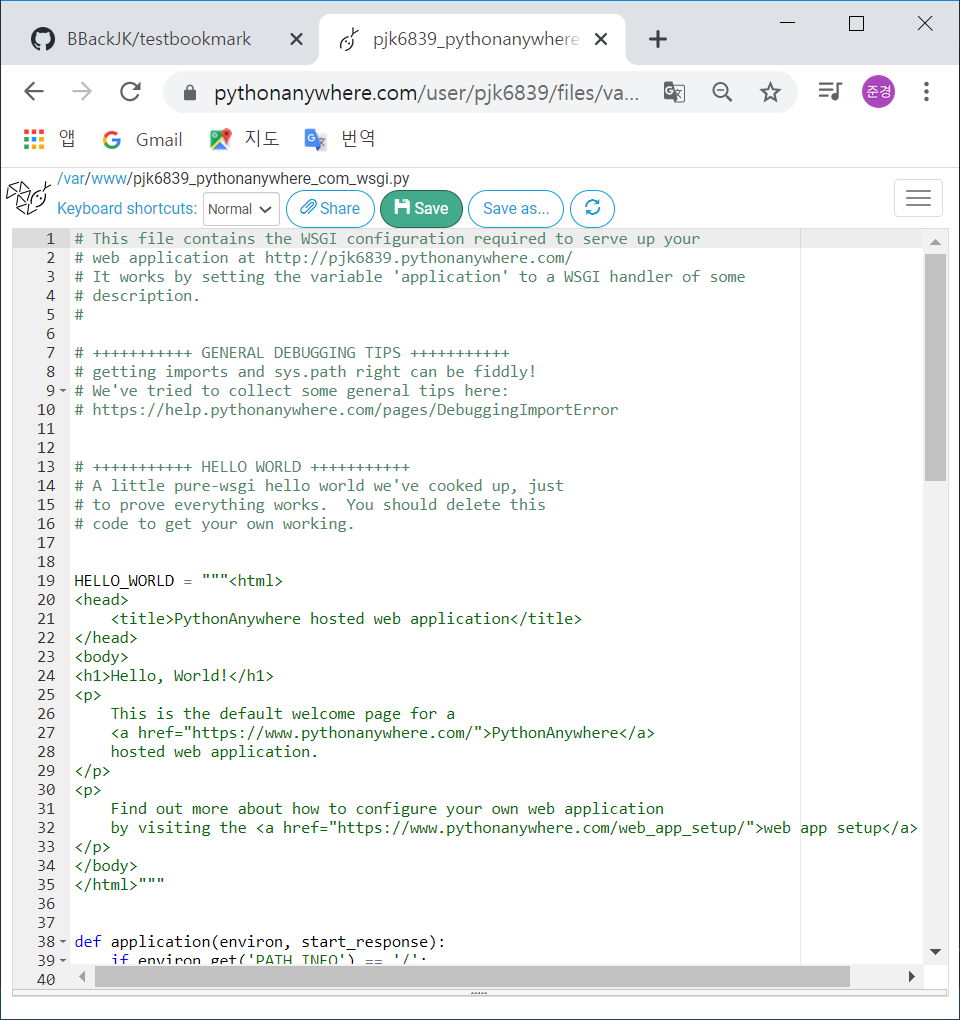 BBackJK/testbookmark
pjk6839_pythonanywhere
pythonanywhere.com/user/pjk6839/files/va...
준경
앱 Gmail 지도 번역
/var/www/pjk6839_pythonanywhere_com_wsgi.py
Keyboard shortcuts: Normal Share Save Save as...
1 # This file contains the WSGI configuration required to serve up your
2 # web application at http://pjk6839.pythonanywhere.com/
3 # It works by setting the variable 'application' to a WSGI handler of some
4 # description.
5 #
6
7 # +++++++++++ GENERAL DEBUGGING TIPS +++++++++++
8 # getting imports and sys.path right can be fiddly!
9 # We've tried to collect some general tips here:
10 # https://help.pythonanywhere.com/pages/DebuggingImportError
11
12
13 # +++++++++++ HELLO WORLD +++++++++++
14 # A little pure-wsgi hello world we've cooked up, just
15 # to prove everything works.  You should delete this
16 # code to get your own working.
17
18
19 HELLO_WORLD = """<html>
20 <head>
21     <title>PythonAnywhere hosted web application</title>
22 </head>
23 <body>
24 <h1>Hello, World!</h1>
25 <p>
26     This is the default welcome page for a
27     <a href="https://www.pythonanywhere.com/">PythonAnywhere</a>
28     hosted web application.
29 </p>
30 <p>
31     Find out more about how to configure your own web application
32     by visiting the <a href="https://www.pythonanywhere.com/web_app_setup/">web app setup</a>
33 </p>
34 </body>
35 </html>"""
36
37
38 def application(environ, start_response):
39     if environ.get('PATH_INFO') == '/':
40